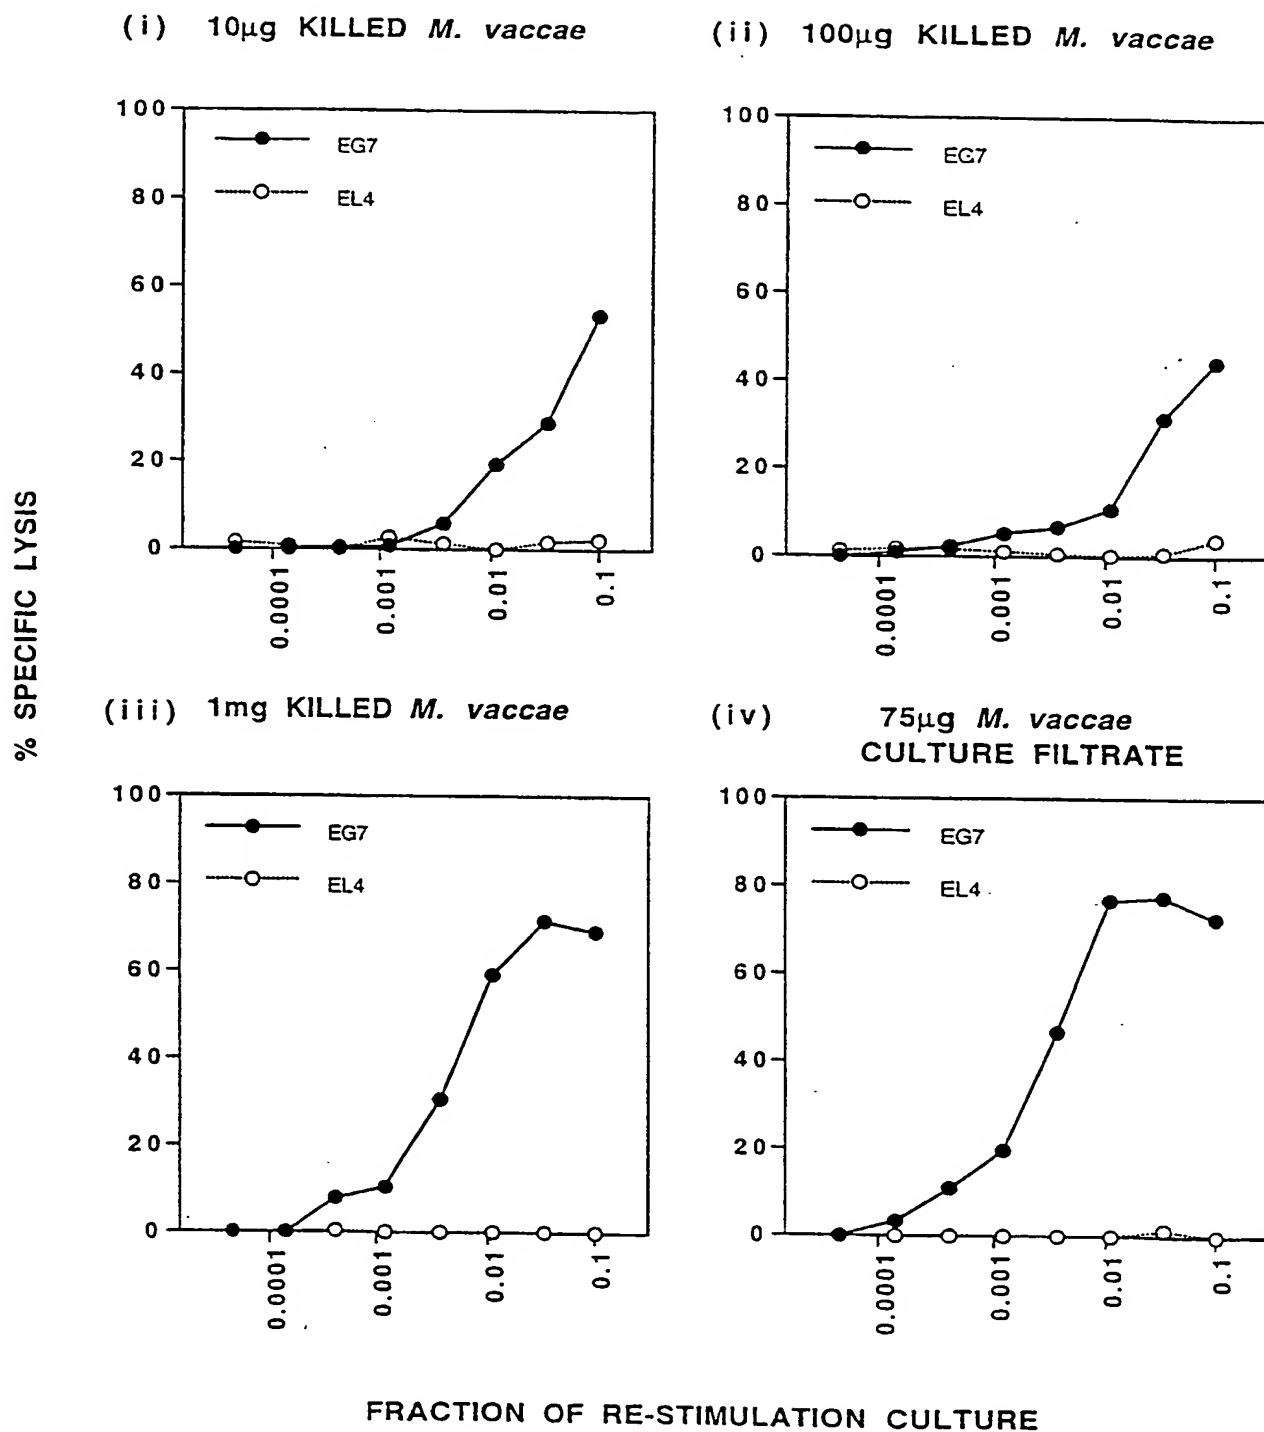 (i) 10µg KILLED M. vaccae
(ii) 100µg KILLED M. vaccae
100
80
60
40
20
0
EG7
EL4
0.0001
0.001
0.01
0.1
100
80
60
40
20
0
EG7
EL4
0.0001
0.001
0.01
0.1
% SPECIFIC LYSIS
(iii) 1mg KILLED M. vaccae
(iv) 75µg M. vaccae
CULTURE FILTRATE
100
80
60
40
20
0
EG7
EL4
0.0001
0.001
0.01
0.1
100
80
60
40
20
0
EG7
EL4
0.0001
0.001
0.01
0.1
FRACTION OF RE-STIMULATION CULTURE